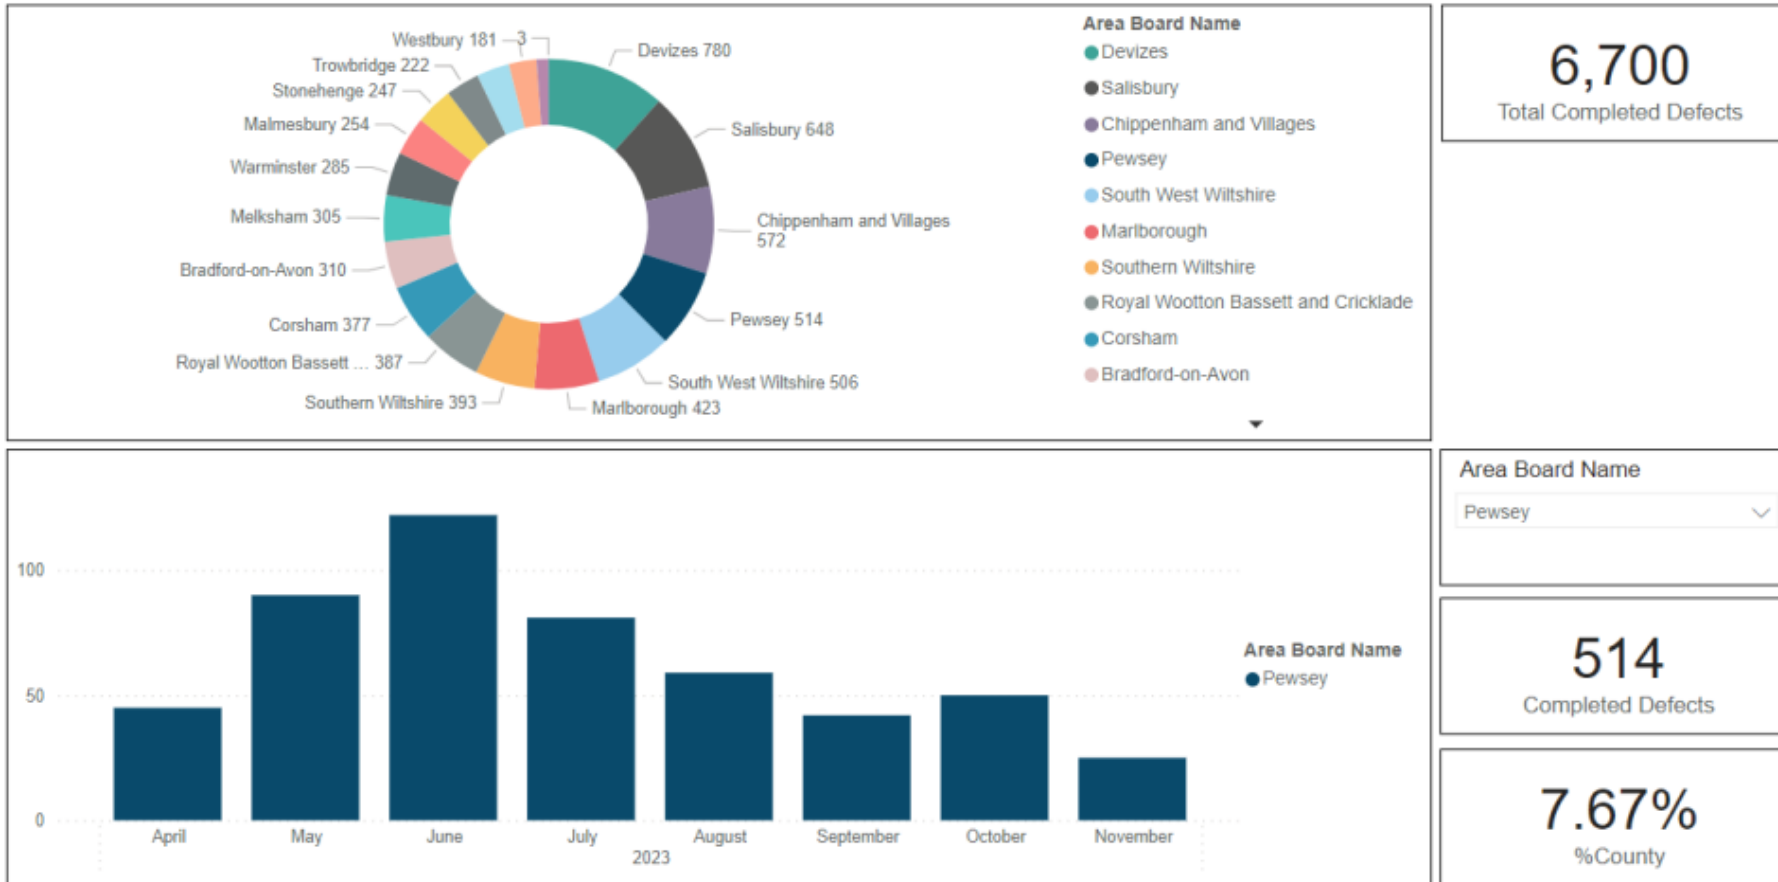 Westbury 181
3
Devizes 780
Trowbridge 222
Stonehenge 247
Malmesbury 254
Salisbury 648
Warminster 285
Melksham 305
Chippenham and Villages
572
Bradford-on-Avon 310
Corsham 377
Pewsey 514
Royal Wootton Bassett ... 387
South West Wiltshire 506
Southern Wiltshire 393
Marlborough 423
Area Board Name
Devizes
Salisbury
Chippenham and Villages
Pewsey
South West Wiltshire
Marlborough
Southern Wiltshire
Royal Wootton Bassett and Cricklade
Corsham
Bradford-on-Avon
6,700
Total Completed Defects
100
50
0
April
May
June
July
August
September
October
November
2023
Area Board Name
Pewsey
Area Board Name
Pewsey
514
Completed Defects
7.67%
%County